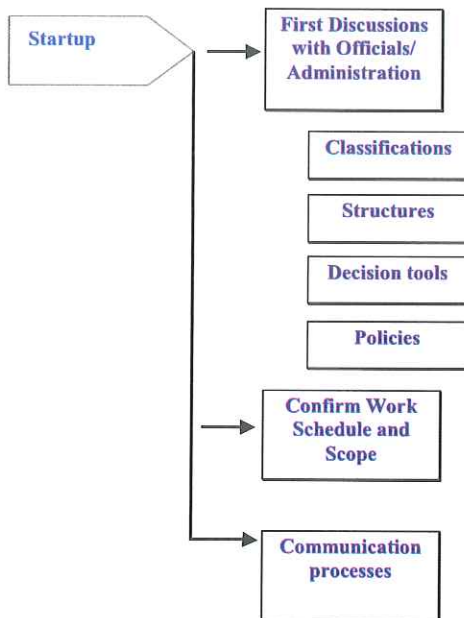 Startup
First Discussions
with Officials/
Administration
Classifications
Structures
Decision tools
Policies
Confirm Work
Schedule and
Scope
Communication
processes